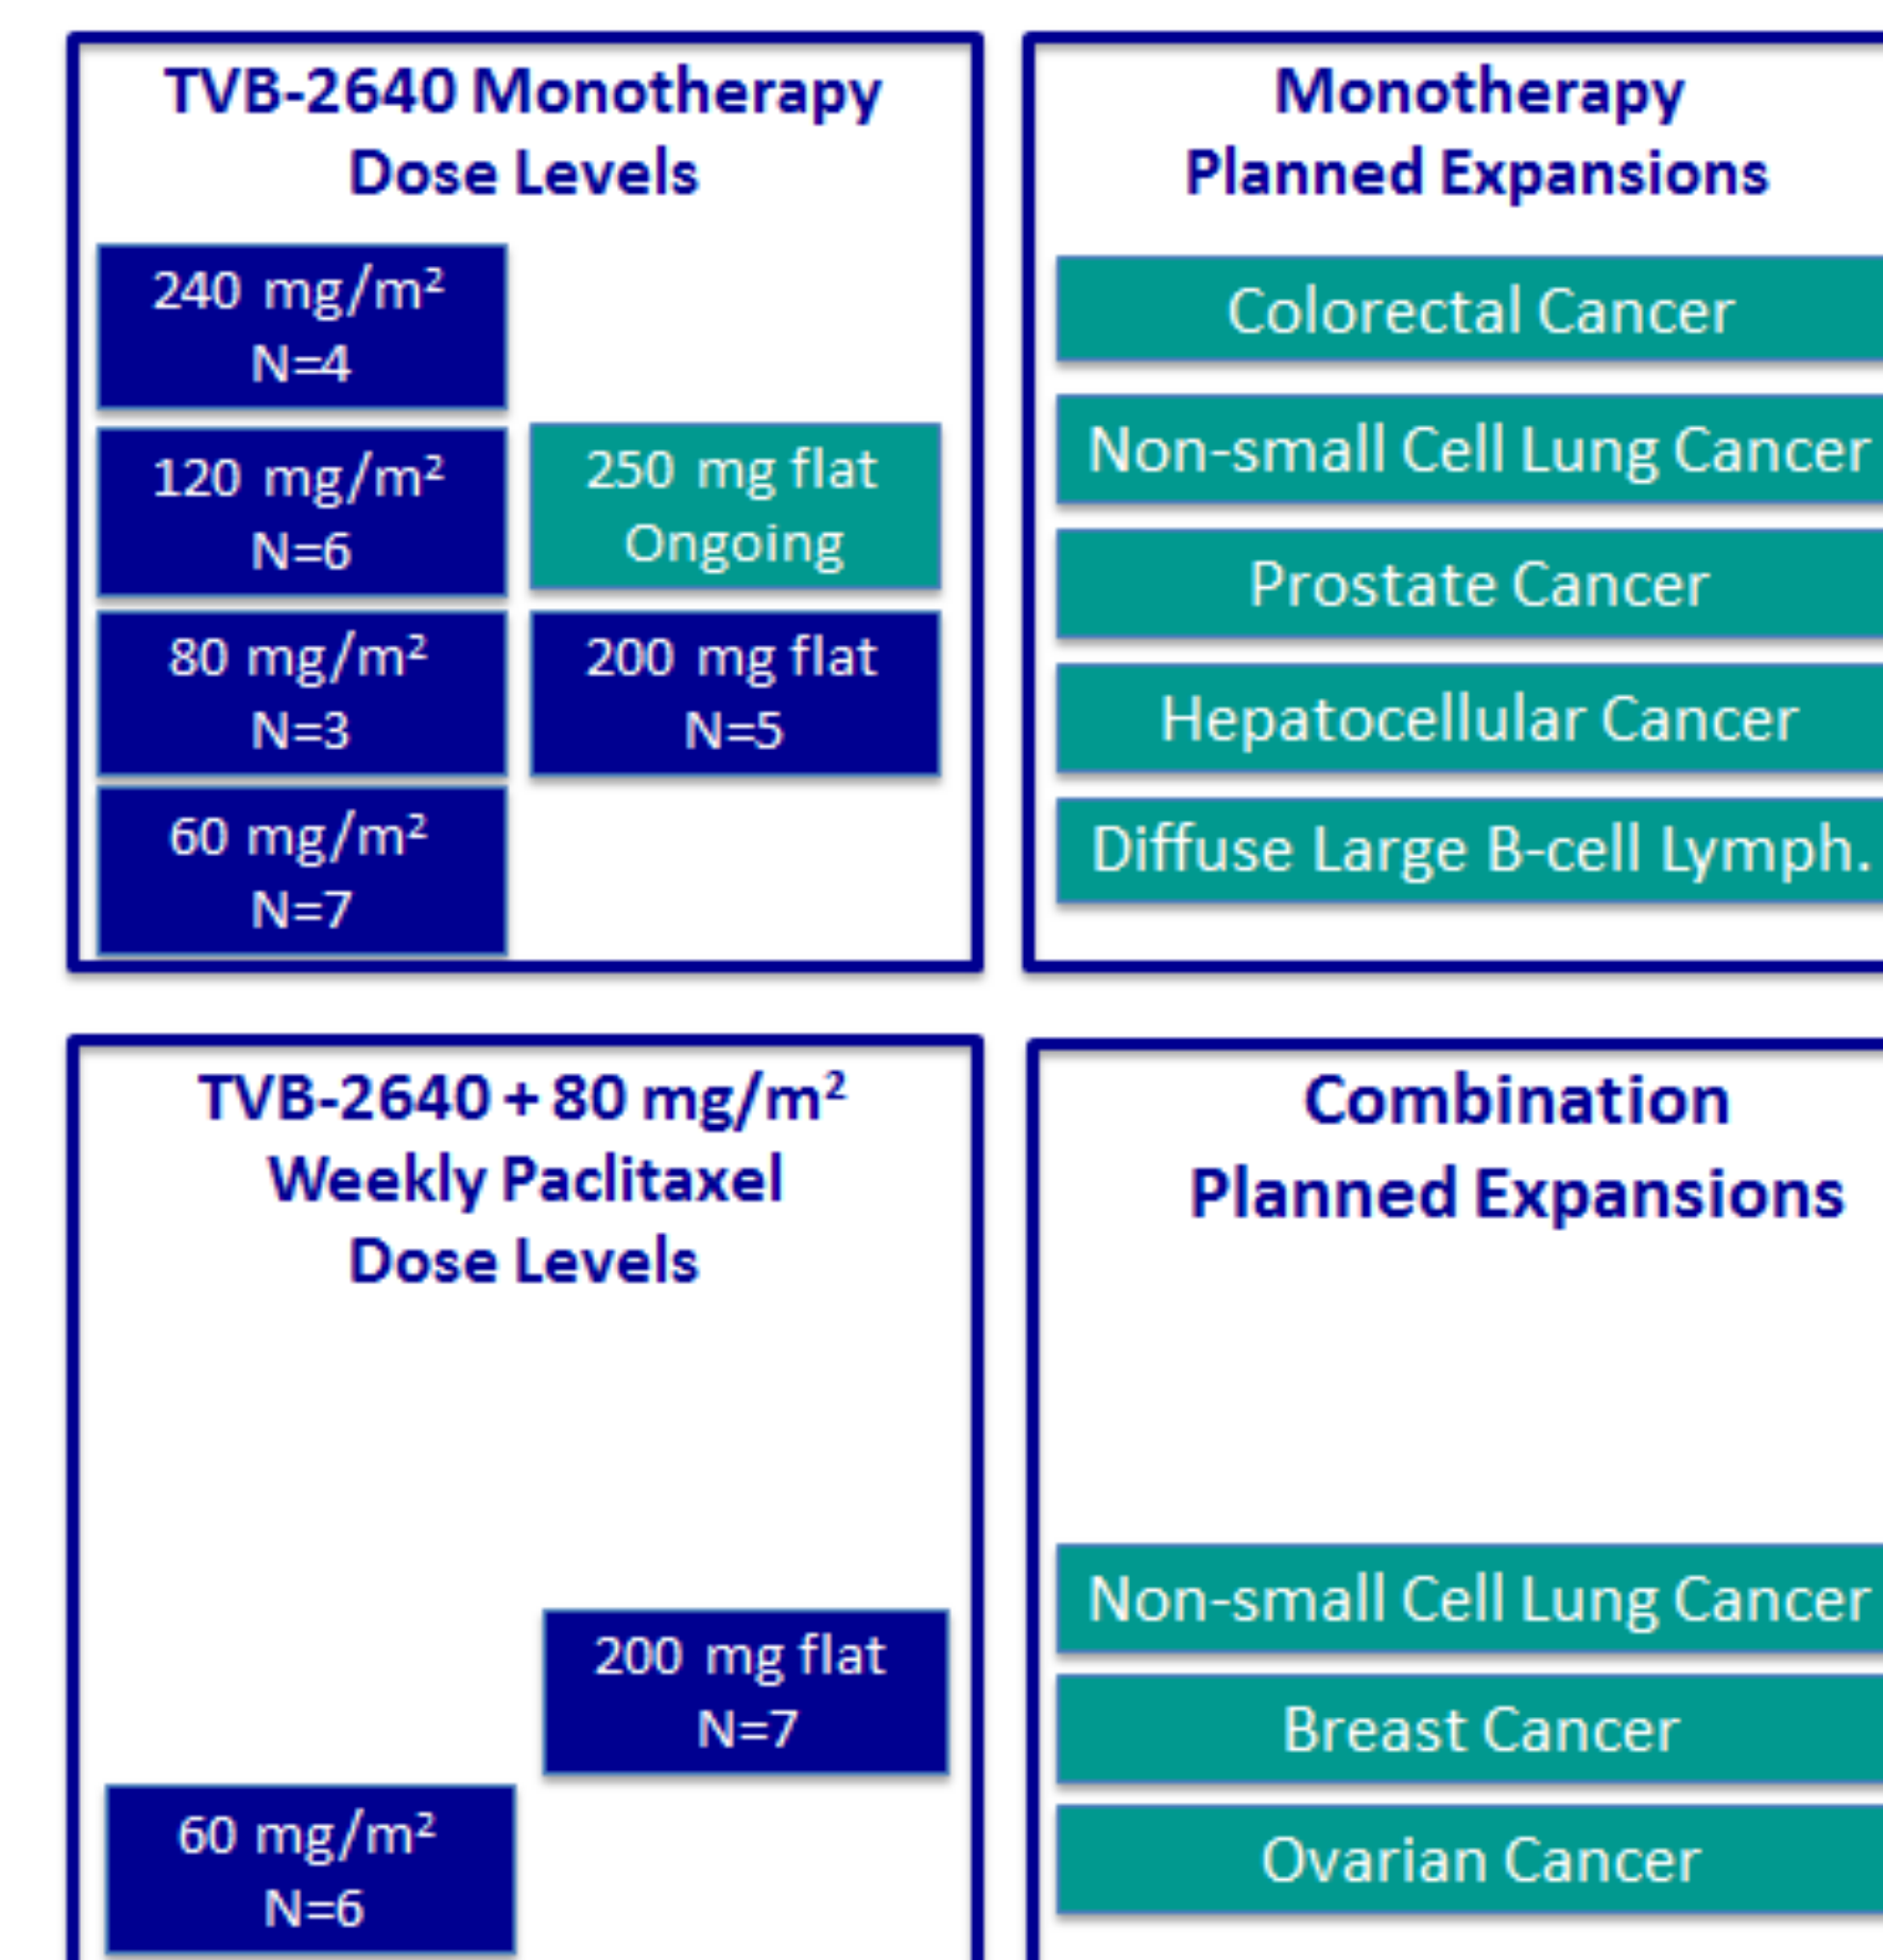 TVB-2640 Monotherapy
Dose Levels
240 mg/m²
N=4
120 mg/m²
N=6
80 mg/m²
N=3
60 mg/m²
N=7
250 mg flat
Ongoing
200 mg flat
N=5
Monotherapy
Planned Expansions
Colorectal Cancer
Non-small Cell Lung Cancer
Prostate Cancer
Hepatocellular Cancer
Diffuse Large B-cell Lymph.
TVB-2640 + 80 mg/m²
Weekly Paclitaxel
Dose Levels
200 mg flat
N=7
60 mg/m²
N=6
Combination
Planned Expansions
Non-small Cell Lung Cancer
Breast Cancer
Ovarian Cancer